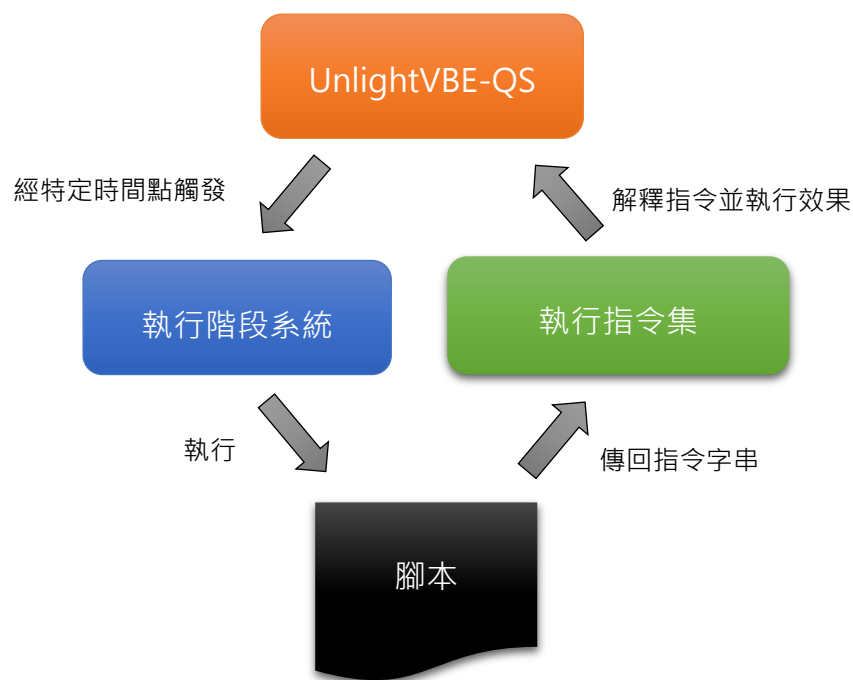 UnlightVBE-QS
經特定時間點觸發
解釋指令並執行效果
執行階段系統
執行指令集
執行
傳回指令字串
腳本